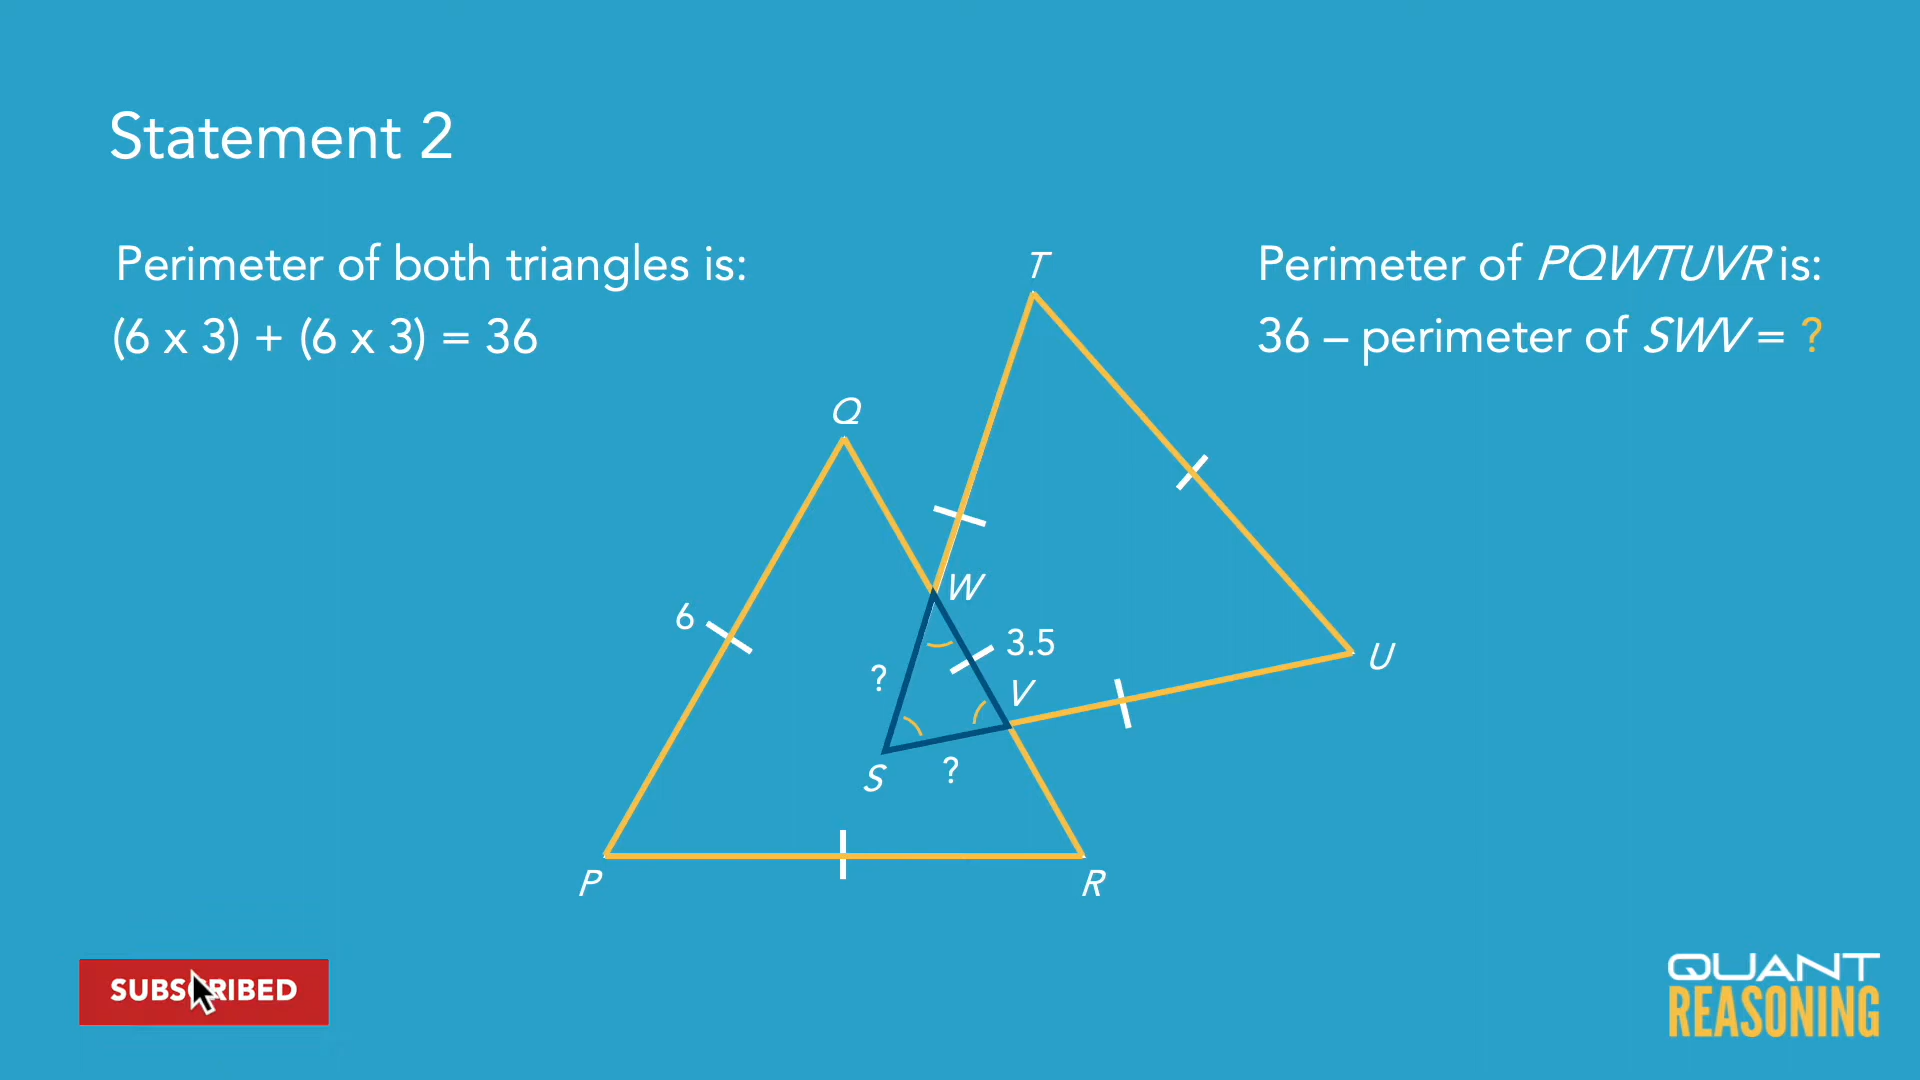 Statement 2
Perimeter of both triangles is:
(6 x 3) + (6 x 3) = 36
Perimeter of PQWTUVR is:
36 – perimeter of SWV = ?
T
Q
W
6
3.5
?
V
U
S
?
P
R
SUBSCRIBED
QUANT
REASONING